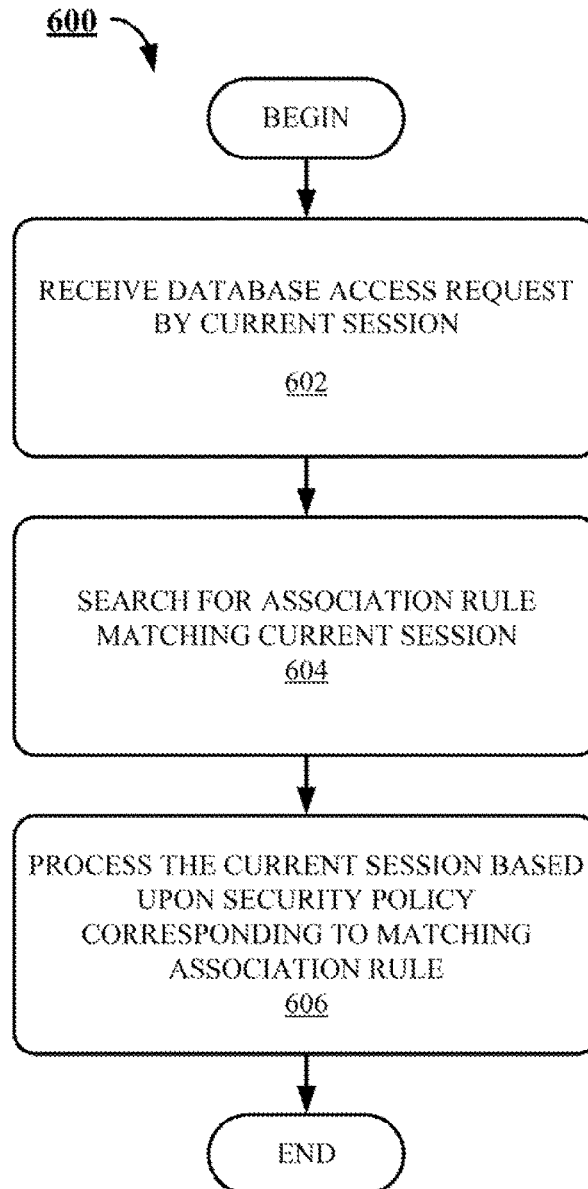 600
BEGIN
RECEIVE DATABASE ACCESS REQUEST
BY CURRENT SESSION
602
SEARCH FOR ASSOCIATION RULE
MATCHING CURRENT SESSION
604
PROCESS THE CURRENT SESSION BASED
UPON SECURITY POLICY
CORRESPONDING TO MATCHING
ASSOCIATION RULE
606
END